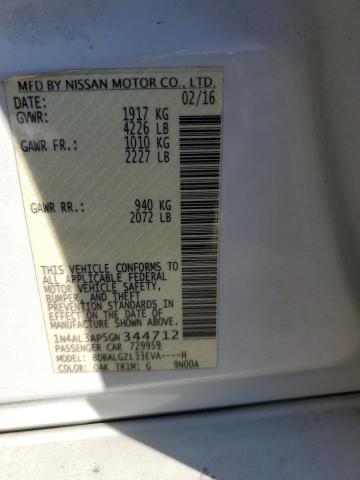 MFD BY NISSAN MOTOR CO., LTD.
DATE: 02/16
GVWR: 1917 KG
4226 LB
GAWR FR.: 1010 KG
2227 LB
GAWR RR.: 940 KG
2072 LB
THIS VEHICLE CONFORMS TO
ALL APPLICABLE FEDERAL
MOTOR VEHICLE SAFETY,
BUMPER, AND THEFT
PREVENTION STANDARDS IN
EFFECT ON THE DATE OF
MANUFACTURE SHOWN ABOVE.
1N4AL3AP5GN344712
PASSENGER CAR 729959
MODEL: BDBALGZL33EVA----H
COLOR: QAK TRIM: G 9N00A